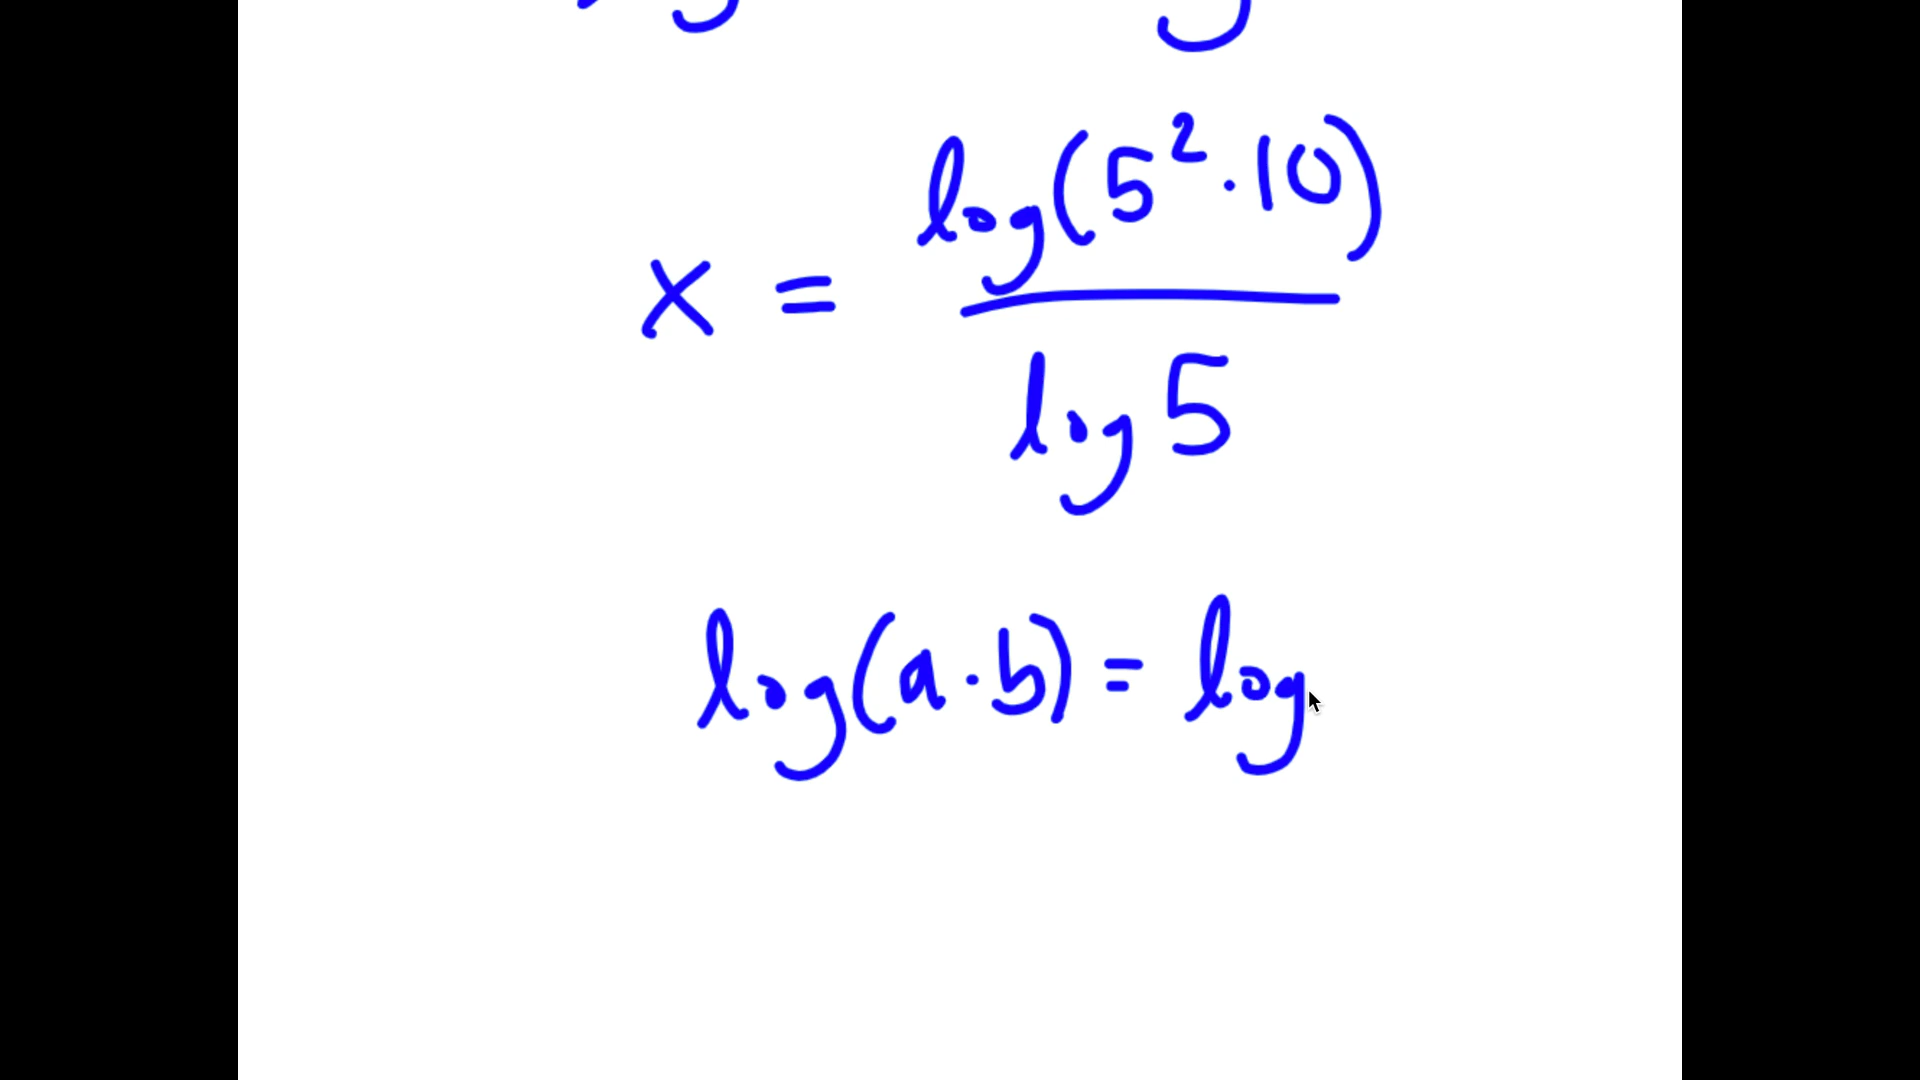 x = log(5²·10) / log 5
log(a·b) = log